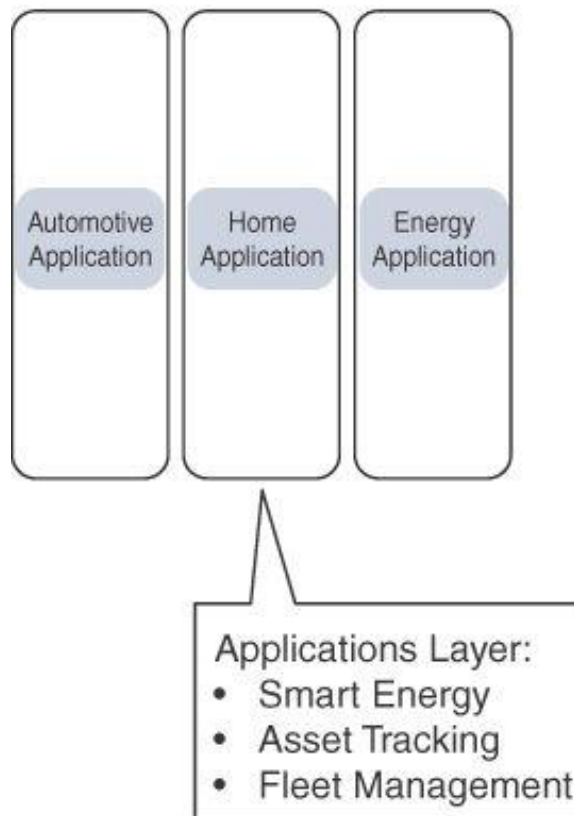 Automotive
Application
Home
Application
Energy
Application
Applications Layer:
• Smart Energy
• Asset Tracking
• Fleet Management